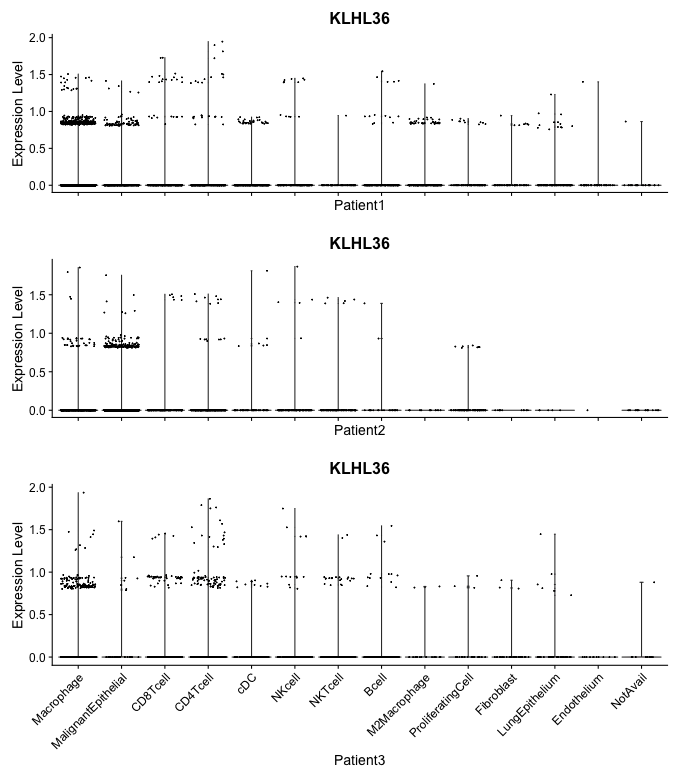 KLHL36
Expression Level
2.0
1.5
1.0
0.5
0.0
Patient1
KLHL36
Expression Level
1.5
1.0
0.5
0.0
Patient2
KLHL36
Expression Level
2.0
1.5
1.0
0.5
0.0
Macrophage
MalignantEpithelial
CD8Tcell
CD4Tcell
cDC
NKcell
NKTcell
Bcell
M2Macrophage
ProliferatingCell
Fibroblast
LungEpithelium
Endothelium
NotAvail
Patient3